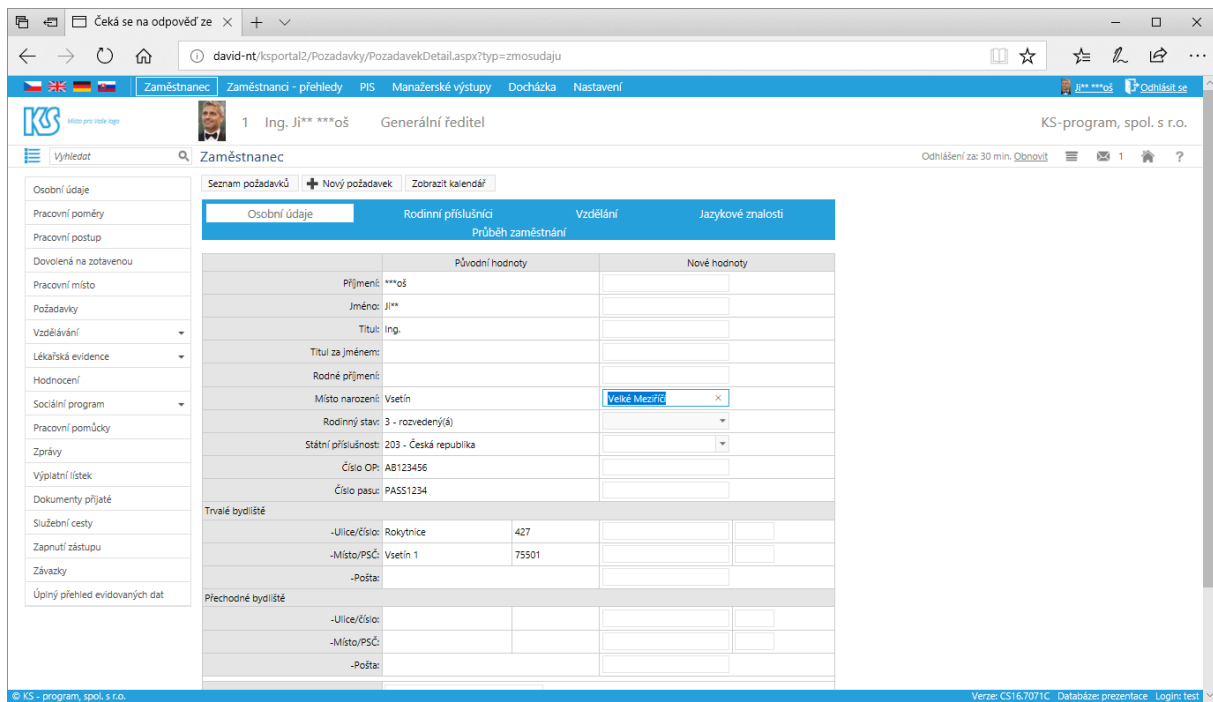 Čeká se na odpověď ze
david-nt/ksportal2/Pozadavky/PozadavekDetail.aspx?typ=zmosudaju
Zaměstnanec Zaměstnanci - přehledy PIS Manažerské výstupy Docházka Nastavení Ji** ***oš Odhlásit se
KS Místo pro Vaše logo 1 Ing. Ji** ***oš Generální ředitel KS-program, spol. s r.o.
Vyhledat Zaměstnanec Odhlášení za: 30 min. Obnovit 1 ?
Seznam požadavků Nový požadavek Zobrazit kalendář
Osobní údaje
Pracovní poměry
Pracovní postup
Dovolená na zotavenou
Pracovní místo
Požadavky
Vzdělávání
Lékařská evidence
Hodnocení
Sociální program
Pracovní pomůcky
Zprávy
Výplatní lístek
Dokumenty přijaté
Služební cesty
Zapnutí zástupu
Závazky
Úplný přehled evidovaných dat
Osobní údaje Rodinní příslušníci Vzdělání Jazykové znalosti
Průběh zaměstnání
Původní hodnoty Nové hodnoty
Příjmení: ***oš
Jméno: Ji**
Titul: Ing.
Titul za jménem:
Rodné příjmení:
Místo narození: Vsetín Velké Meziříčí
Rodinný stav: 3 - rozvedený(á)
Státní příslušnost: 203 - Česká republika
Číslo OP: AB123456
Číslo pasu: PASS1234
Trvalé bydliště
-Ulice/číslo: Rokytnice 427
-Místo/PSČ: Vsetín 1 75501
-Pošta:
Přechodné bydliště
-Ulice/číslo:
-Místo/PSČ:
-Pošta:
© KS - program, spol. s r.o. Verze: CS16.7071C Databáze: prezentace Login: test